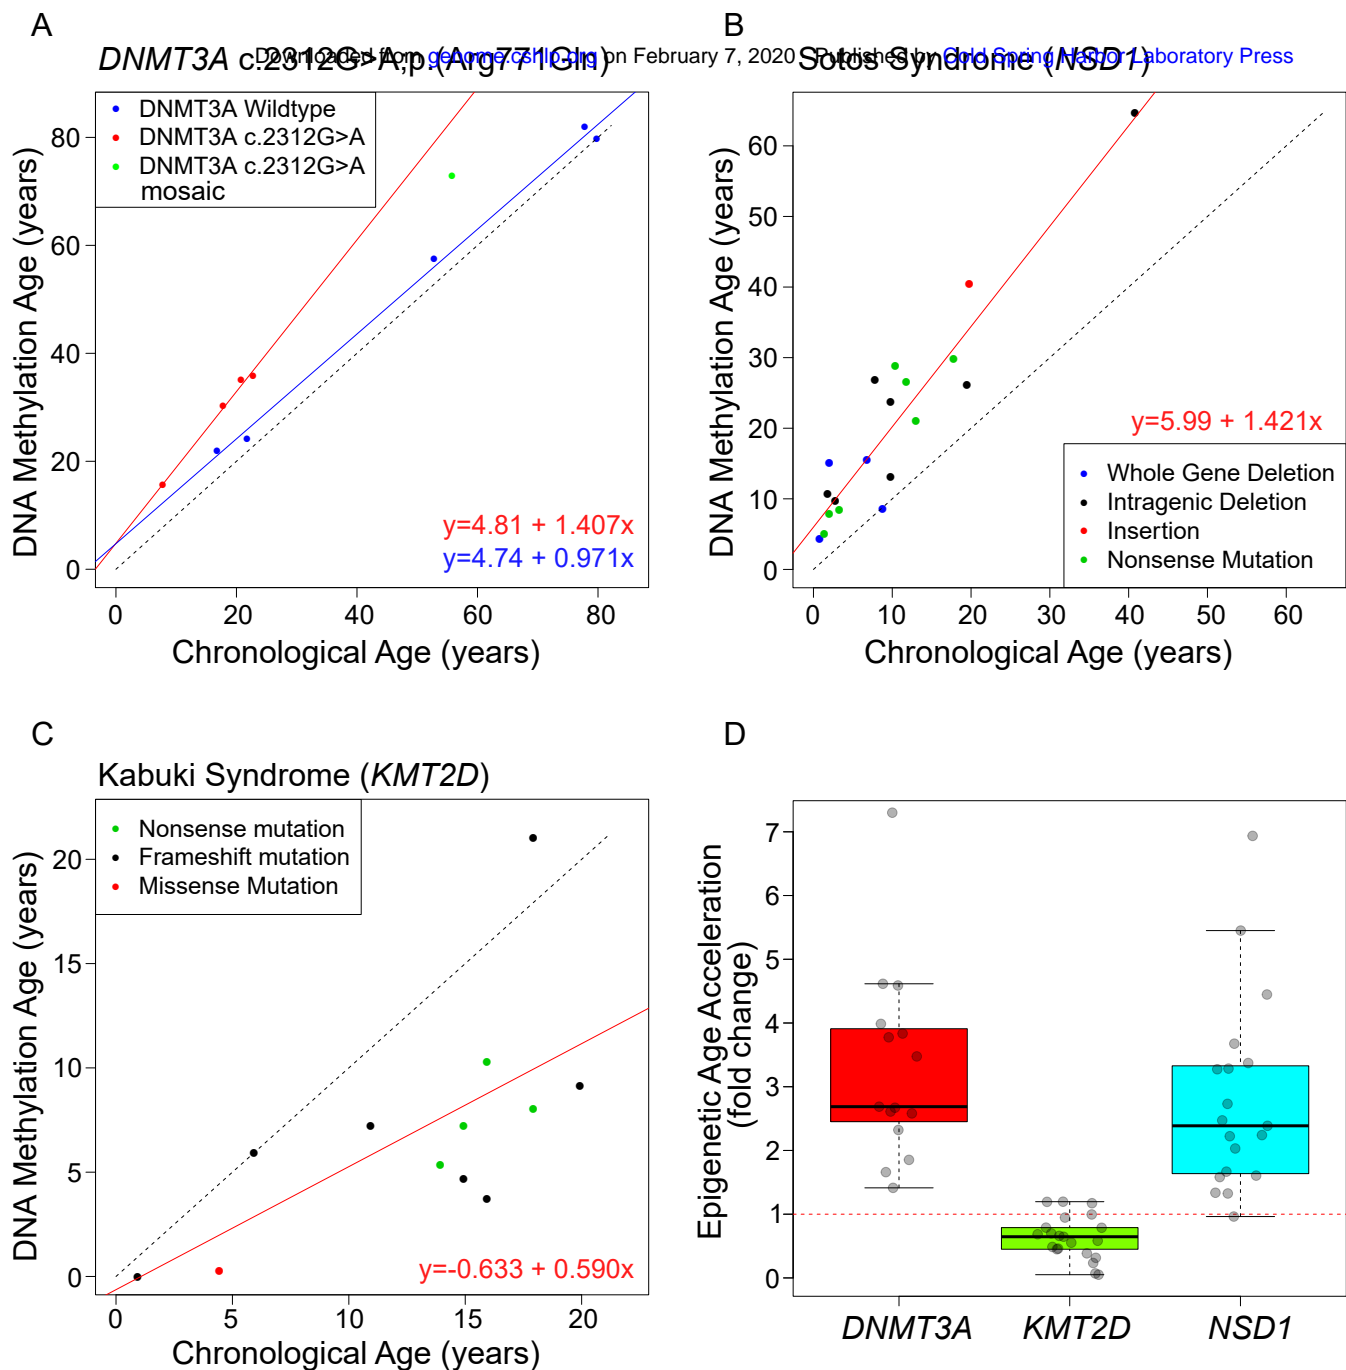 A
B
Downloaded from genome.cshlp.org on February 7, 2020 - Published by Cold Spring Harbor Laboratory Press
DNMT3A c.2312G>A;p.(Arg771Gln)
Sotos Syndrome (NSD1)
DNMT3A Wildtype
DNMT3A c.2312G>A
DNMT3A c.2312G>A
mosaic
DNA Methylation Age (years)
80
60
40
20
0
y=4.81 + 1.407x
y=4.74 + 0.971x
0 20 40 60 80
Chronological Age (years)
DNA Methylation Age (years)
60
50
40
30
20
10
0
y=5.99 + 1.421x
Whole Gene Deletion
Intragenic Deletion
Insertion
Nonsense Mutation
0 10 20 30 40 50 60
Chronological Age (years)
C
D
Kabuki Syndrome (KMT2D)
Nonsense mutation
Frameshift mutation
Missense Mutation
DNA Methylation Age (years)
20
15
10
5
0
y=-0.633 + 0.590x
0 5 10 15 20
Chronological Age (years)
Epigenetic Age Acceleration
(fold change)
7
6
5
4
3
2
1
0
DNMT3A KMT2D NSD1